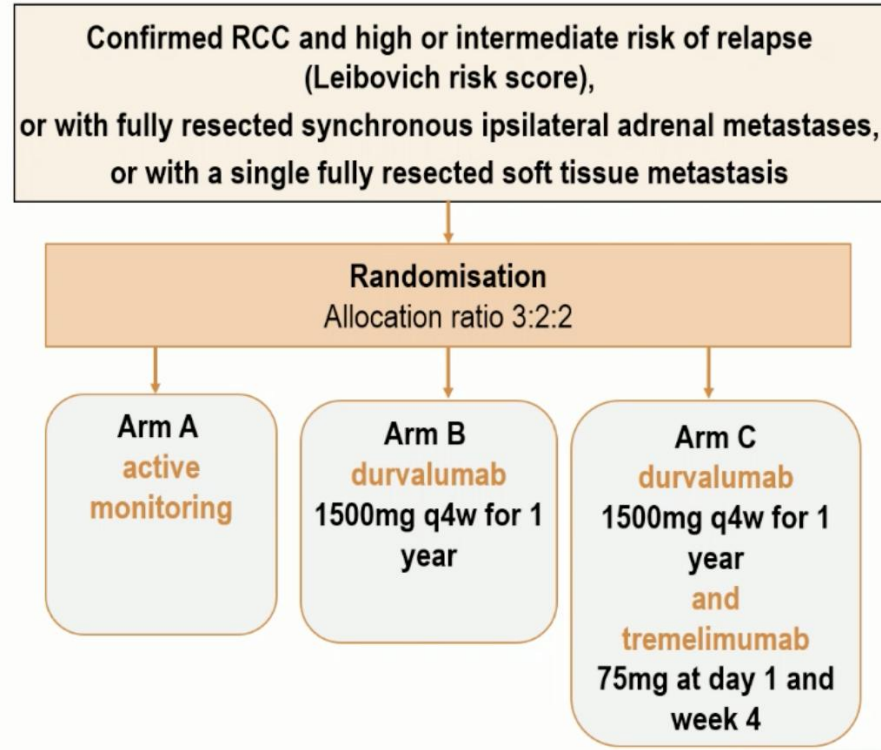 Confirmed RCC and high or intermediate risk of relapse
(Leibovich risk score),
or with fully resected synchronous ipsilateral adrenal metastases,
or with a single fully resected soft tissue metastasis
Randomisation
Allocation ratio 3:2:2
Arm A
active
monitoring
Arm B
durvalumab
1500mg q4w for 1
year
Arm C
durvalumab
1500mg q4w for 1
year
and
tremelimumab
75mg at day 1 and
week 4